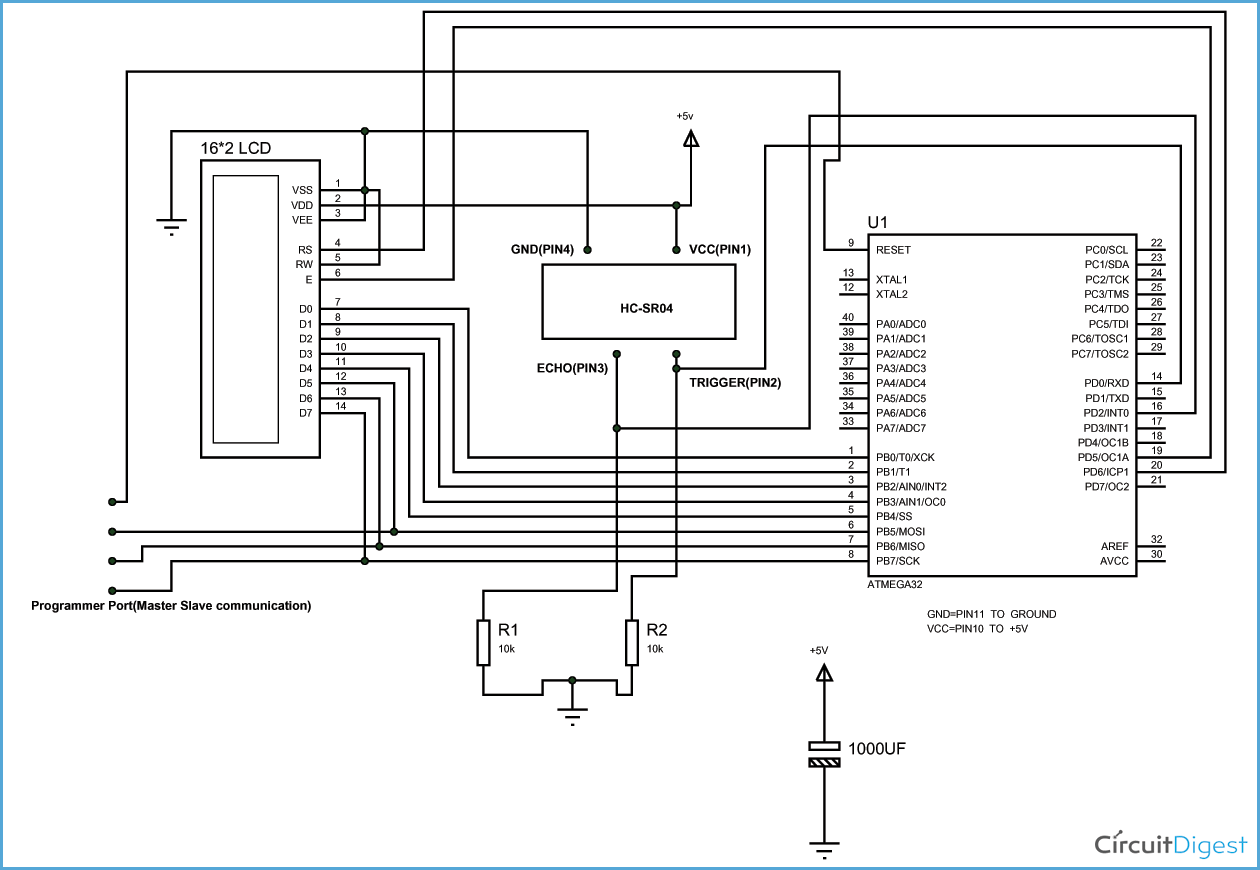 +5v
16*2 LCD
VSS 1
VDD 2
VEE 3
RS 4
RW 5
E 6
D0 7
D1 8
D2 9
D3 10
D4 11
D5 12
D6 13
D7 14
GND(PIN4)
VCC(PIN1)
HC-SR04
ECHO(PIN3)
TRIGGER(PIN2)
U1
9 RESET
13 XTAL1
12 XTAL2
40 PA0/ADC0
39 PA1/ADC1
38 PA2/ADC2
37 PA3/ADC3
36 PA4/ADC4
35 PA5/ADC5
34 PA6/ADC6
33 PA7/ADC7
1 PB0/T0/XCK
2 PB1/T1
3 PB2/AIN0/INT2
4 PB3/AIN1/OC0
5 PB4/SS
6 PB5/MOSI
7 PB6/MISO
8 PB7/SCK
PC0/SCL 22
PC1/SDA 23
PC2/TCK 24
PC3/TMS 25
PC4/TDO 26
PC5/TDI 27
PC6/TOSC1 28
PC7/TOSC2 29
PD0/RXD 14
PD1/TXD 15
PD2/INT0 16
PD3/INT1 17
PD4/OC1B 18
PD5/OC1A 19
PD6/ICP1 20
PD7/OC2 21
AREF 32
AVCC 30
ATMEGA32
GND=PIN11 TO GROUND
VCC=PIN10 TO +5V
Programmer Port(Master Slave communication)
R1
10k
R2
10k
+5V
1000UF
CircuitDigest